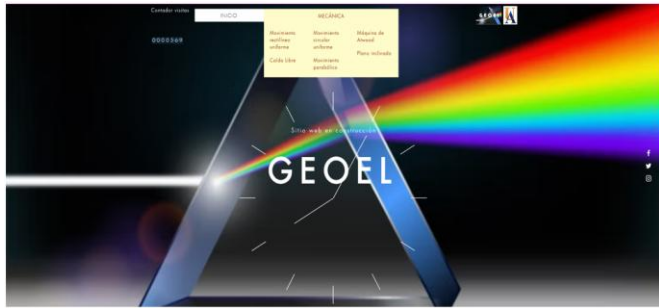 Contador visitas
INICIO
MECÁNICA
GEOEL
0000369
Movimiento rectilíneo uniforme
Movimiento circular uniforme
Máquina de Atwood
Caída Libre
Movimiento parabólico
Plano inclinado
Sitio web en construcción
GEOEL